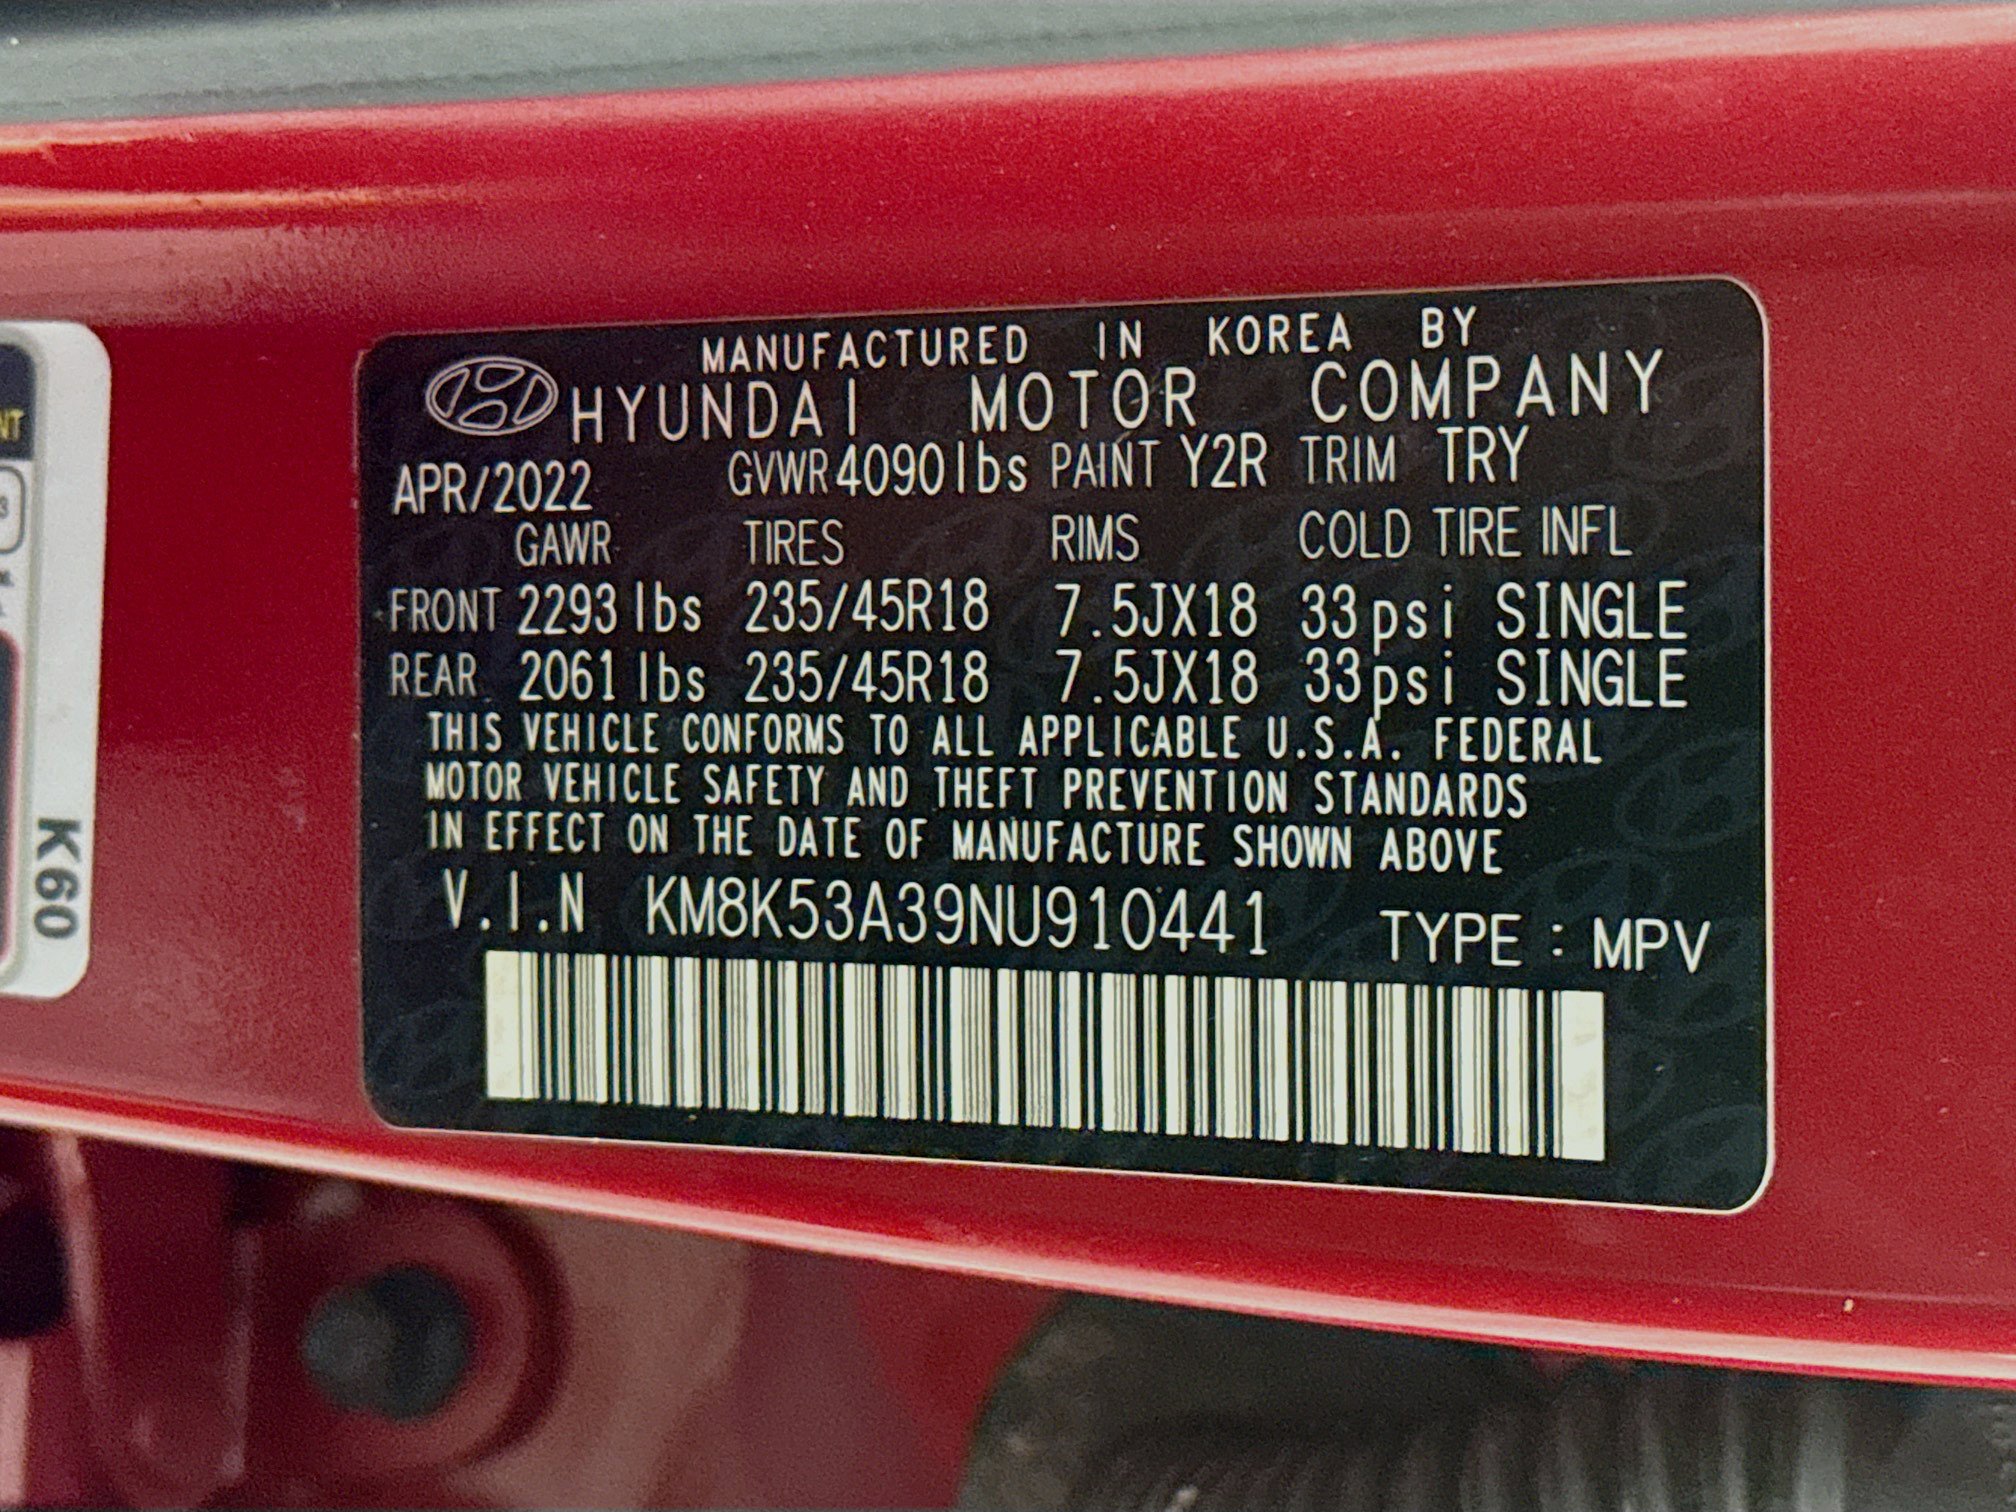 MANUFACTURED IN KOREA BY
HYUNDAI MOTOR COMPANY
APR/2022 GVWR 4090lbs PAINT Y2R TRIM TRY
GAWR TIRES RIMS COLD TIRE INFL
FRONT 2293 lbs 235/45R18 7.5JX18 33psi SINGLE
REAR 2061 lbs 235/45R18 7.5JX18 33psi SINGLE
THIS VEHICLE CONFORMS TO ALL APPLICABLE U.S.A. FEDERAL
MOTOR VEHICLE SAFETY AND THEFT PREVENTION STANDARDS
IN EFFECT ON THE DATE OF MANUFACTURE SHOWN ABOVE
V.I.N KM8K53A39NU910441 TYPE : MPV
K60